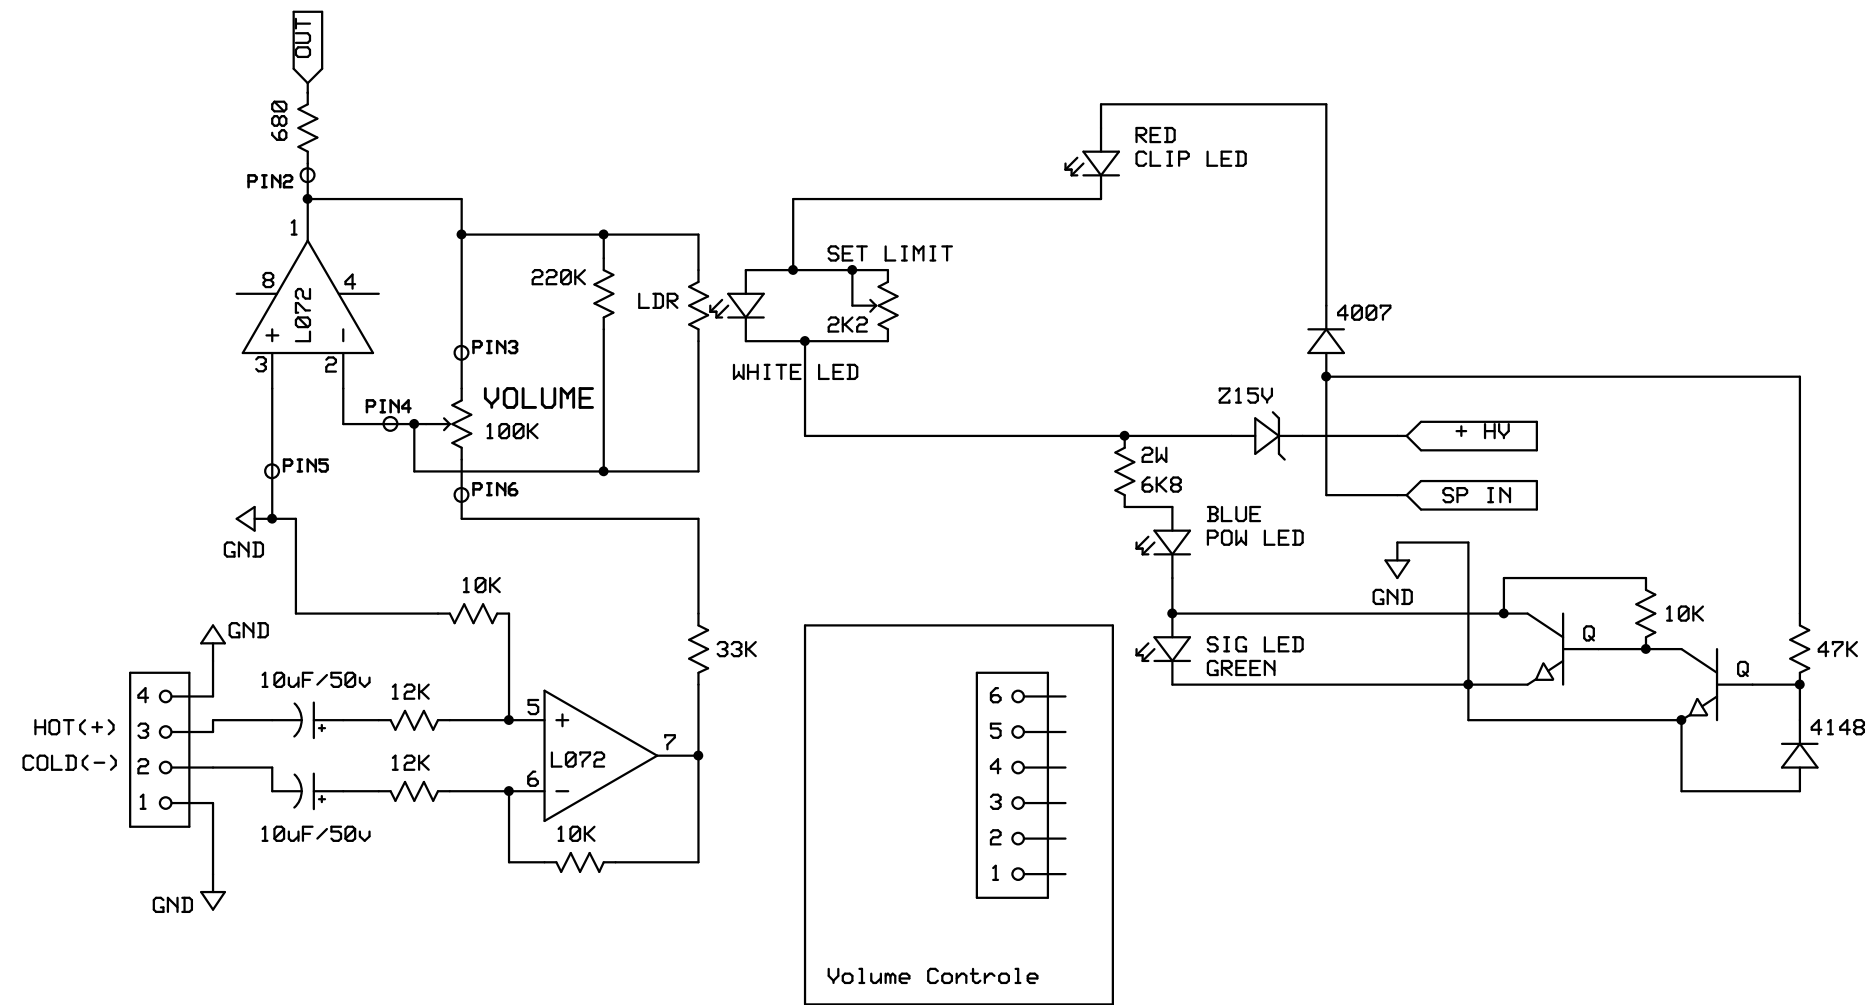 OUT
680
PIN2
1
8
4
L072
+
−
3
2
PIN5
GND
PIN3
PIN4
VOLUME
100K
PIN6
220K
LDR
SET LIMIT
2K2
WHITE LED
RED
CLIP LED
4007
Z15V
+ HV
SP IN
2W
6K8
BLUE
POW LED
GND
SIG LED
GREEN
Q
10K
Q
47K
4148
10K
33K
GND
4
3
2
1
HOT(+)
COLD(-)
GND
10uF/50v
+
12K
10uF/50v
+
12K
5
+
6
−
L072
7
10K
6
5
4
3
2
1
Volume Controle